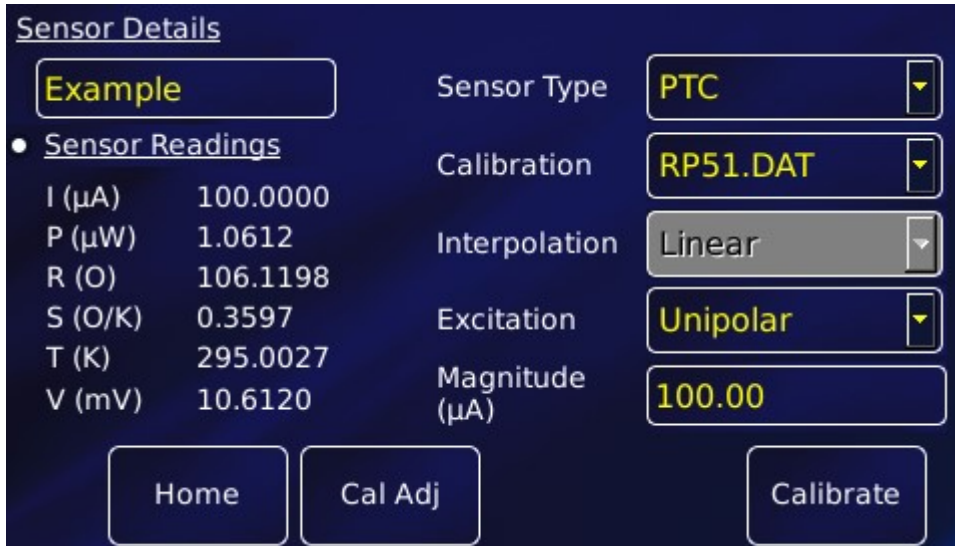 Sensor Details
Example
Sensor Readings
I (µA) 100.0000
P (µW) 1.0612
R (O) 106.1198
S (O/K) 0.3597
T (K) 295.0027
V (mV) 10.6120
Sensor Type PTC
Calibration RP51.DAT
Interpolation Linear
Excitation Unipolar
Magnitude
(µA) 100.00
Home Cal Adj Calibrate